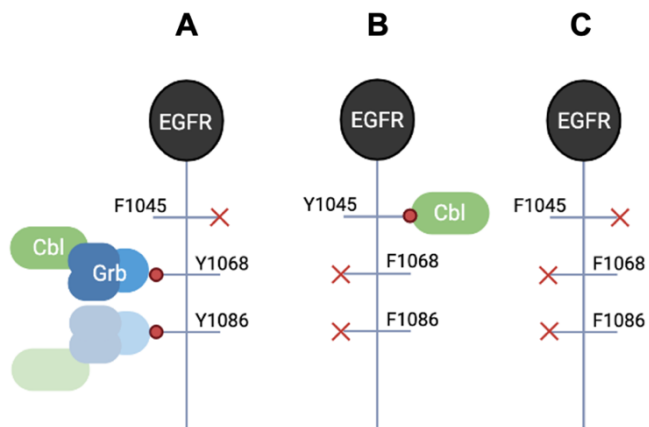 A B C
EGFR EGFR EGFR
F1045 Y1045 Cbl F1045
Cbl Grb Y1068 F1068 F1068
Y1086 F1086 F1086